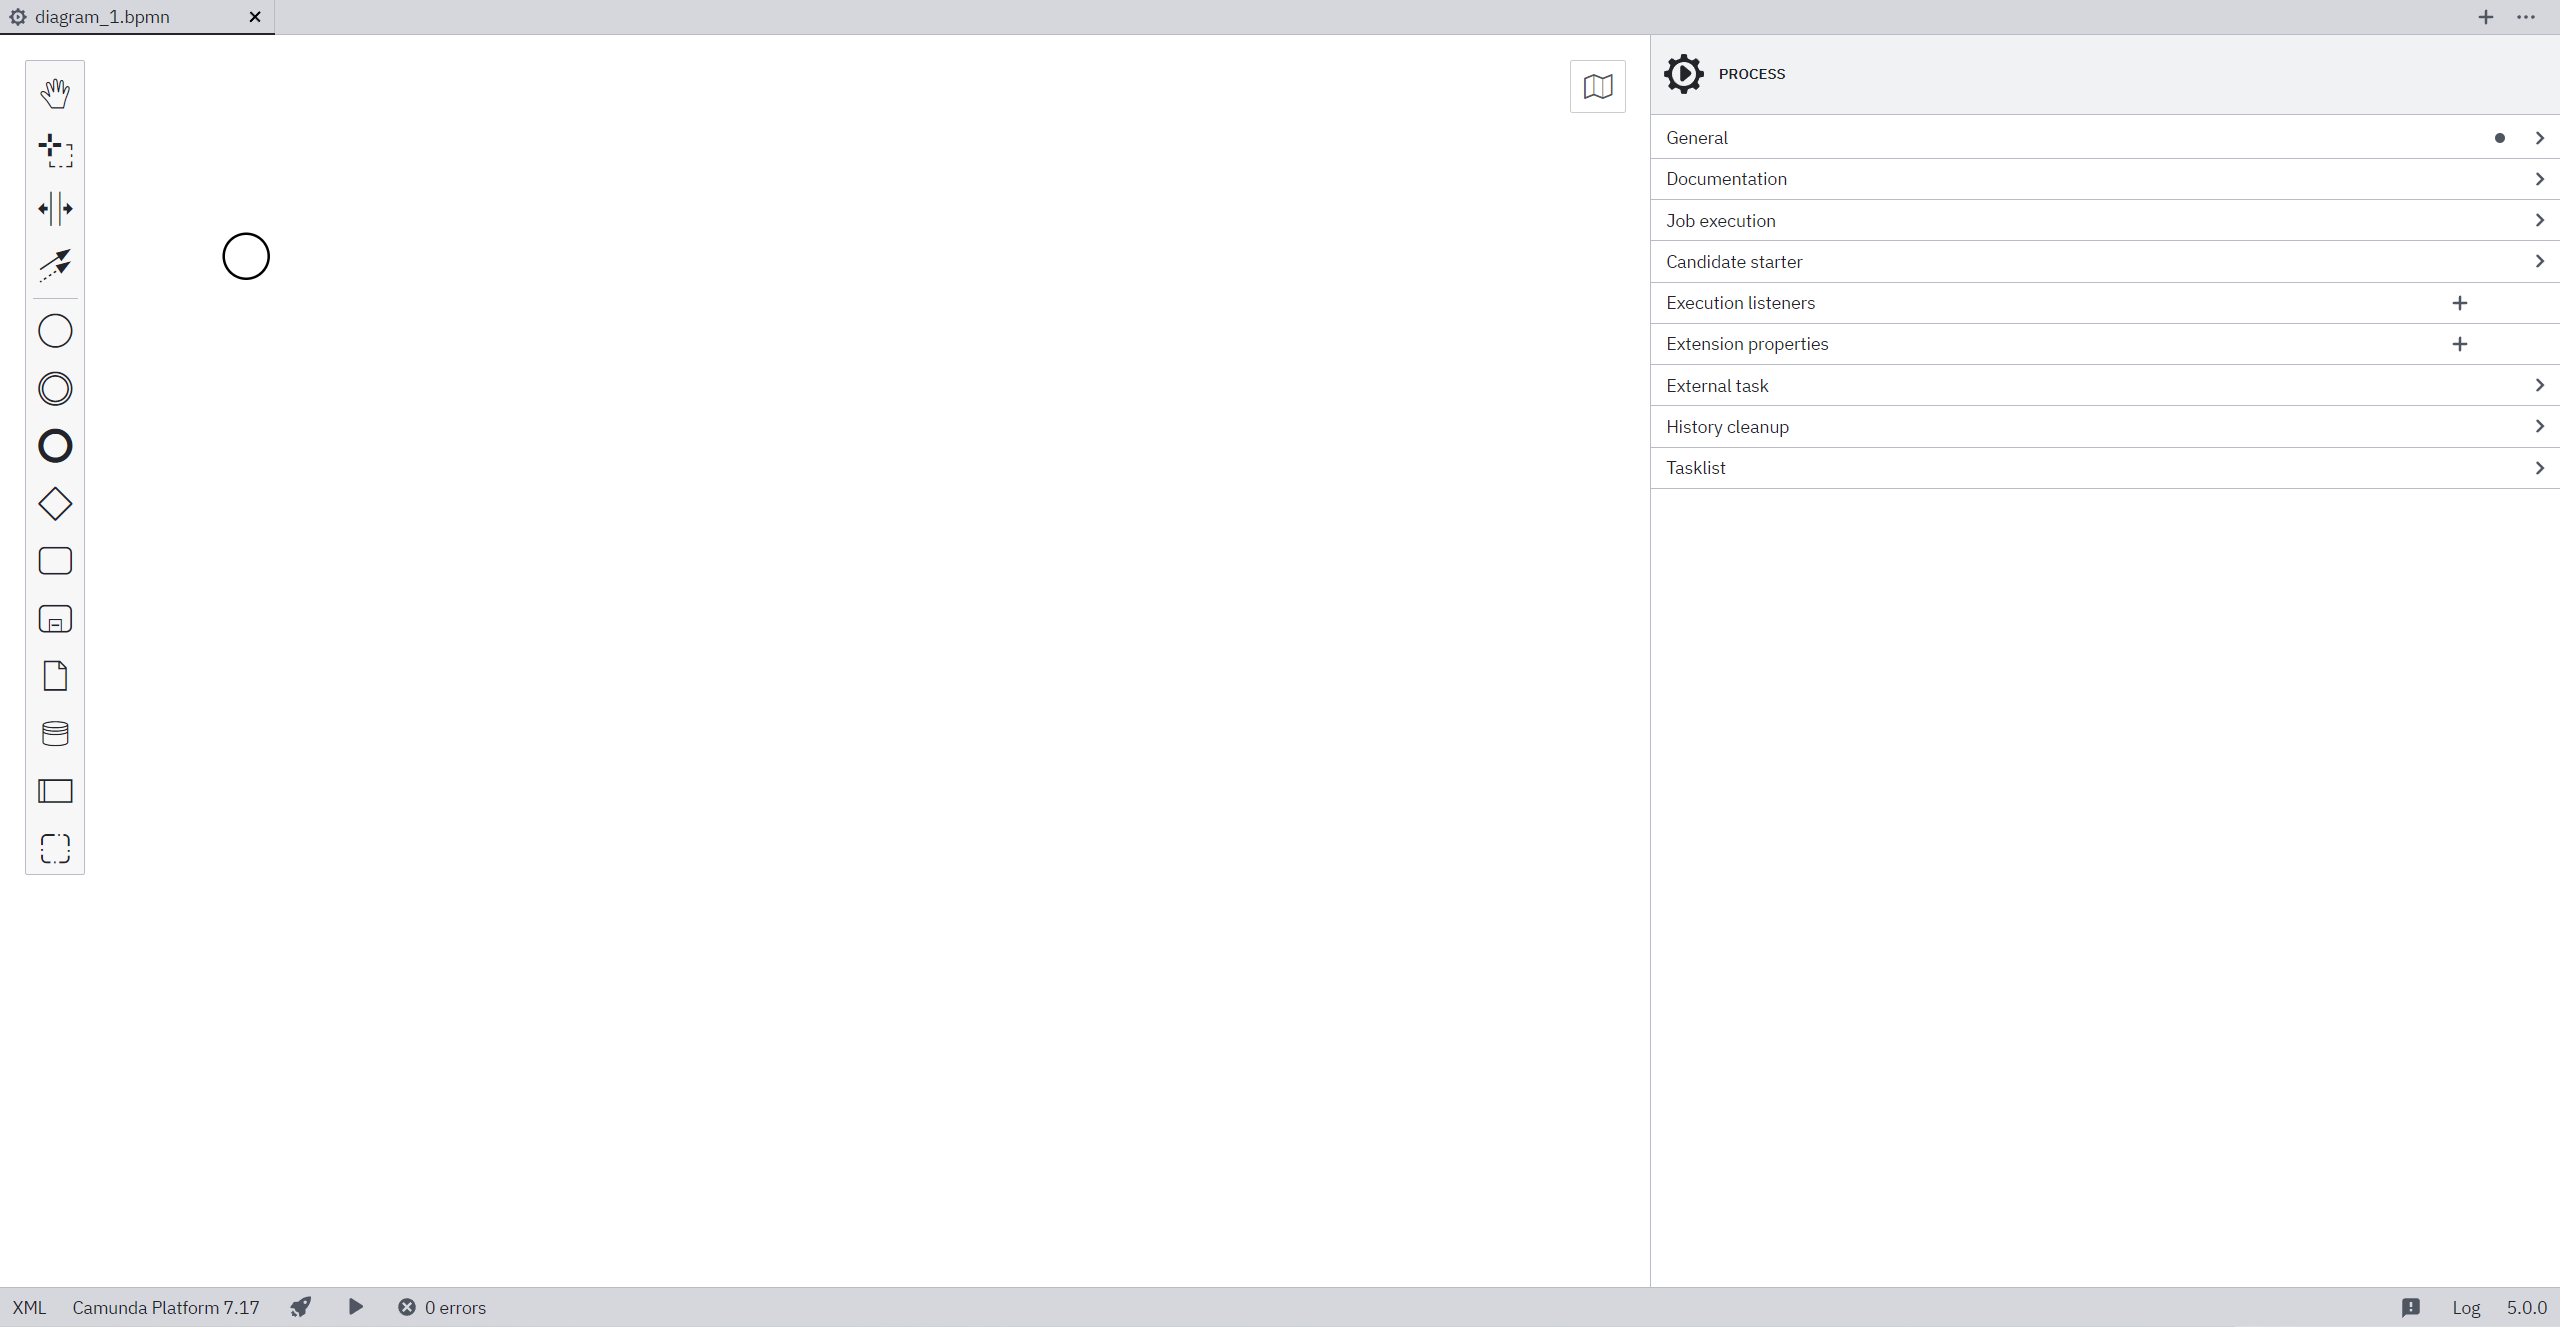 diagram_1.bpmn
PROCESS
General
Documentation
Job execution
Candidate starter
Execution listeners
Extension properties
External task
History cleanup
Tasklist
XML Camunda Platform 7.17 0 errors Log 5.0.0